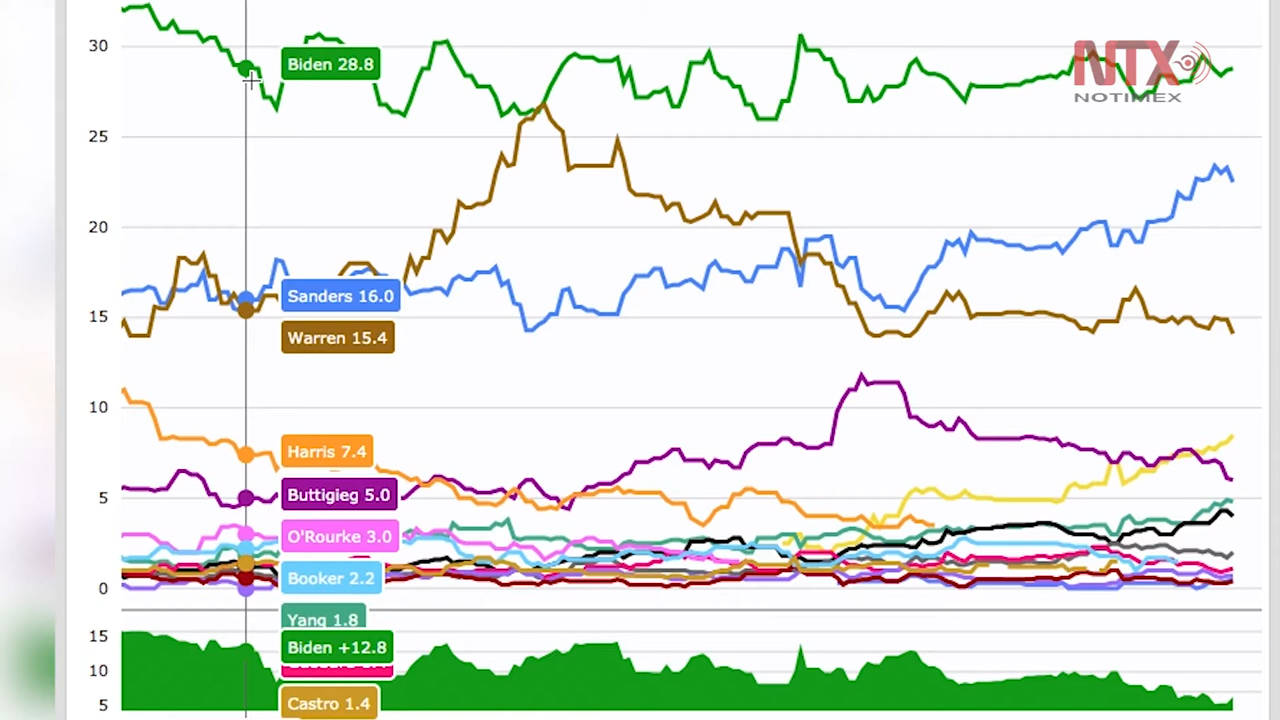 30
25
20
15
10
5
0
15
10
5
Biden 28.8
Sanders 16.0
Warren 15.4
Harris 7.4
Buttigieg 5.0
O'Rourke 3.0
Booker 2.2
Yang 1.8
Biden +12.8
Castro 1.4
NTX
NOTIMEX